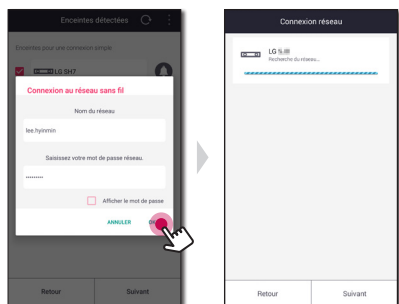 Enceintes détectées
Enceintes pour une connexion simple
LG SH7
Connexion au réseau sans fil
Nom du réseau
lee.hyinmin
Saisissez votre mot de passe réseau.
•••••••••
Afficher le mot de passe
ANNULER
Retour
Suivant
Connexion réseau
LG
Recherche du réseau...
Retour
Suivant